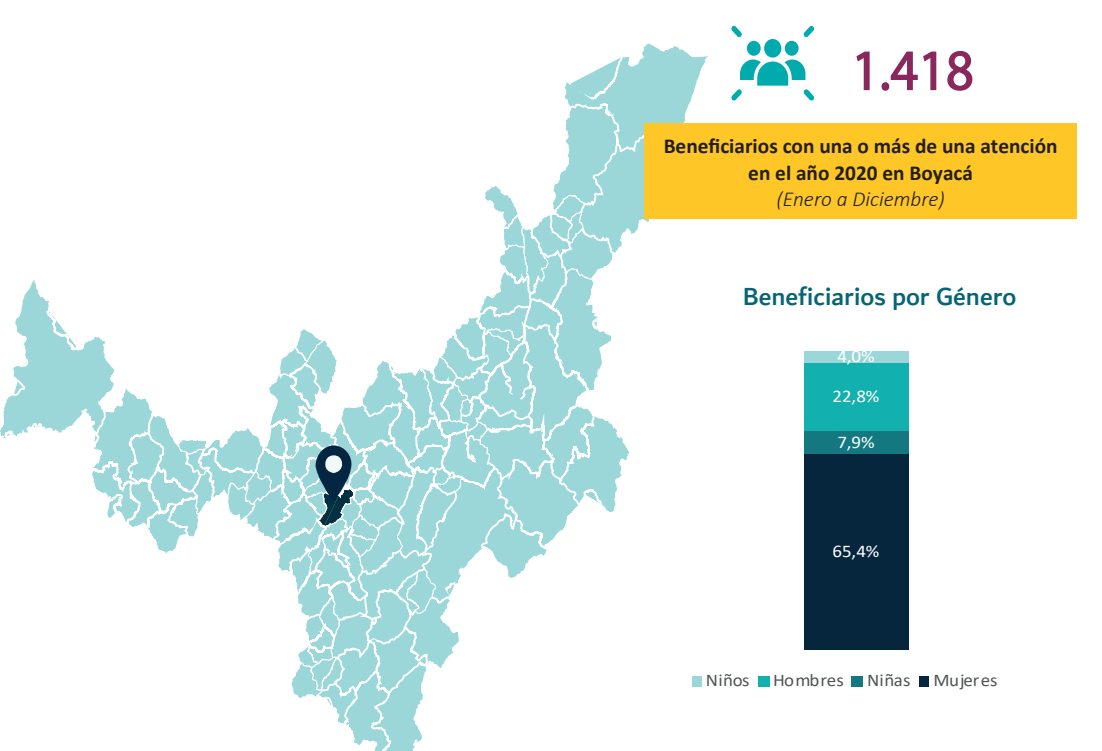 1.418
Beneficiarios con una o más de una atención
en el año 2020 en Boyacá
(Enero a Diciembre)
Beneficiarios por Género
4,0%
22,8%
7,9%
65,4%
Niños Hombres Niñas Mujeres